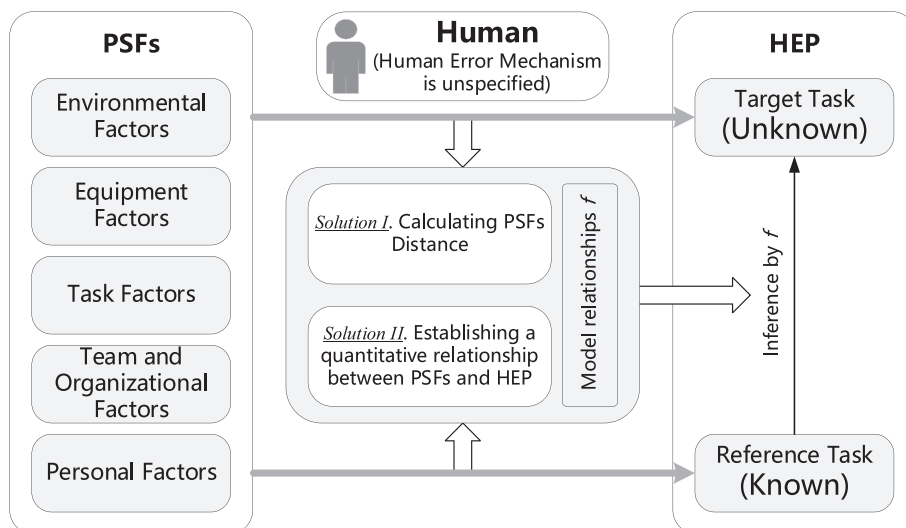 PSFs
Environmental
Factors
Equipment
Factors
Task Factors
Team and
Organizational
Factors
Personal Factors
Human
(Human Error Mechanism
is unspecified)
Solution I. Calculating PSFs
Distance
Solution II. Establishing a
quantitative relationship
between PSFs and HEP
Model relationships f
HEP
Target Task
(Unknown)
Inference by f
Reference Task
(Known)